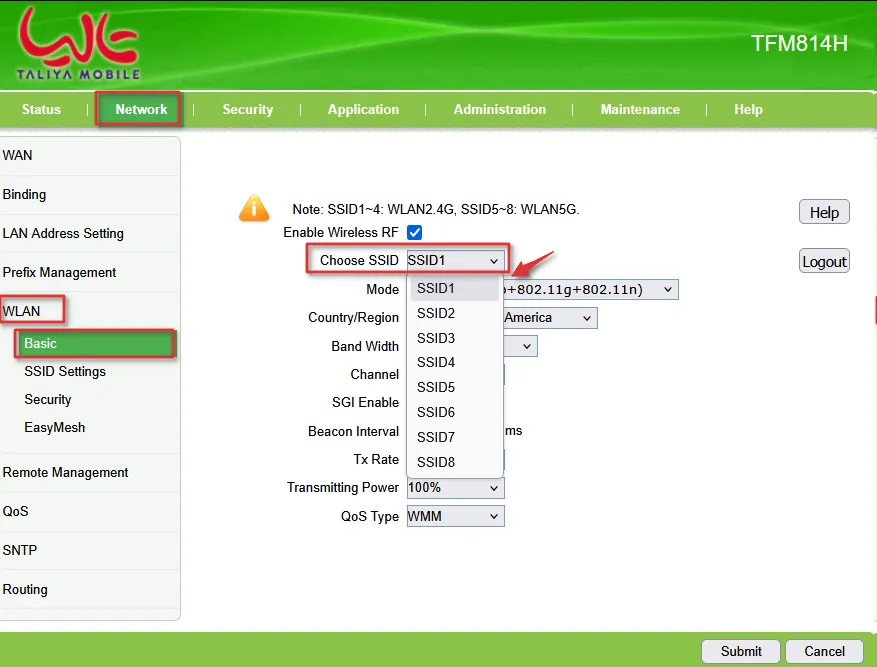 TALIYA MOBILE
TFM814H
Status | Network | Security | Application | Administration | Maintenance | Help
WAN
Binding
LAN Address Setting
Prefix Management
WLAN
Basic
SSID Settings
Security
EasyMesh
Remote Management
QoS
SNTP
Routing
Note: SSID1~4: WLAN2.4G, SSID5~8: WLAN5G.
Enable Wireless RF
Choose SSID SSID1
SSID1
SSID2
SSID3
SSID4
SSID5
SSID6
SSID7
SSID8
Mode +802.11g+802.11n)
Country/Region America
Band Width
Channel
SGI Enable
Beacon Interval ms
Tx Rate
Transmitting Power 100%
QoS Type WMM
Help
Logout
Submit Cancel